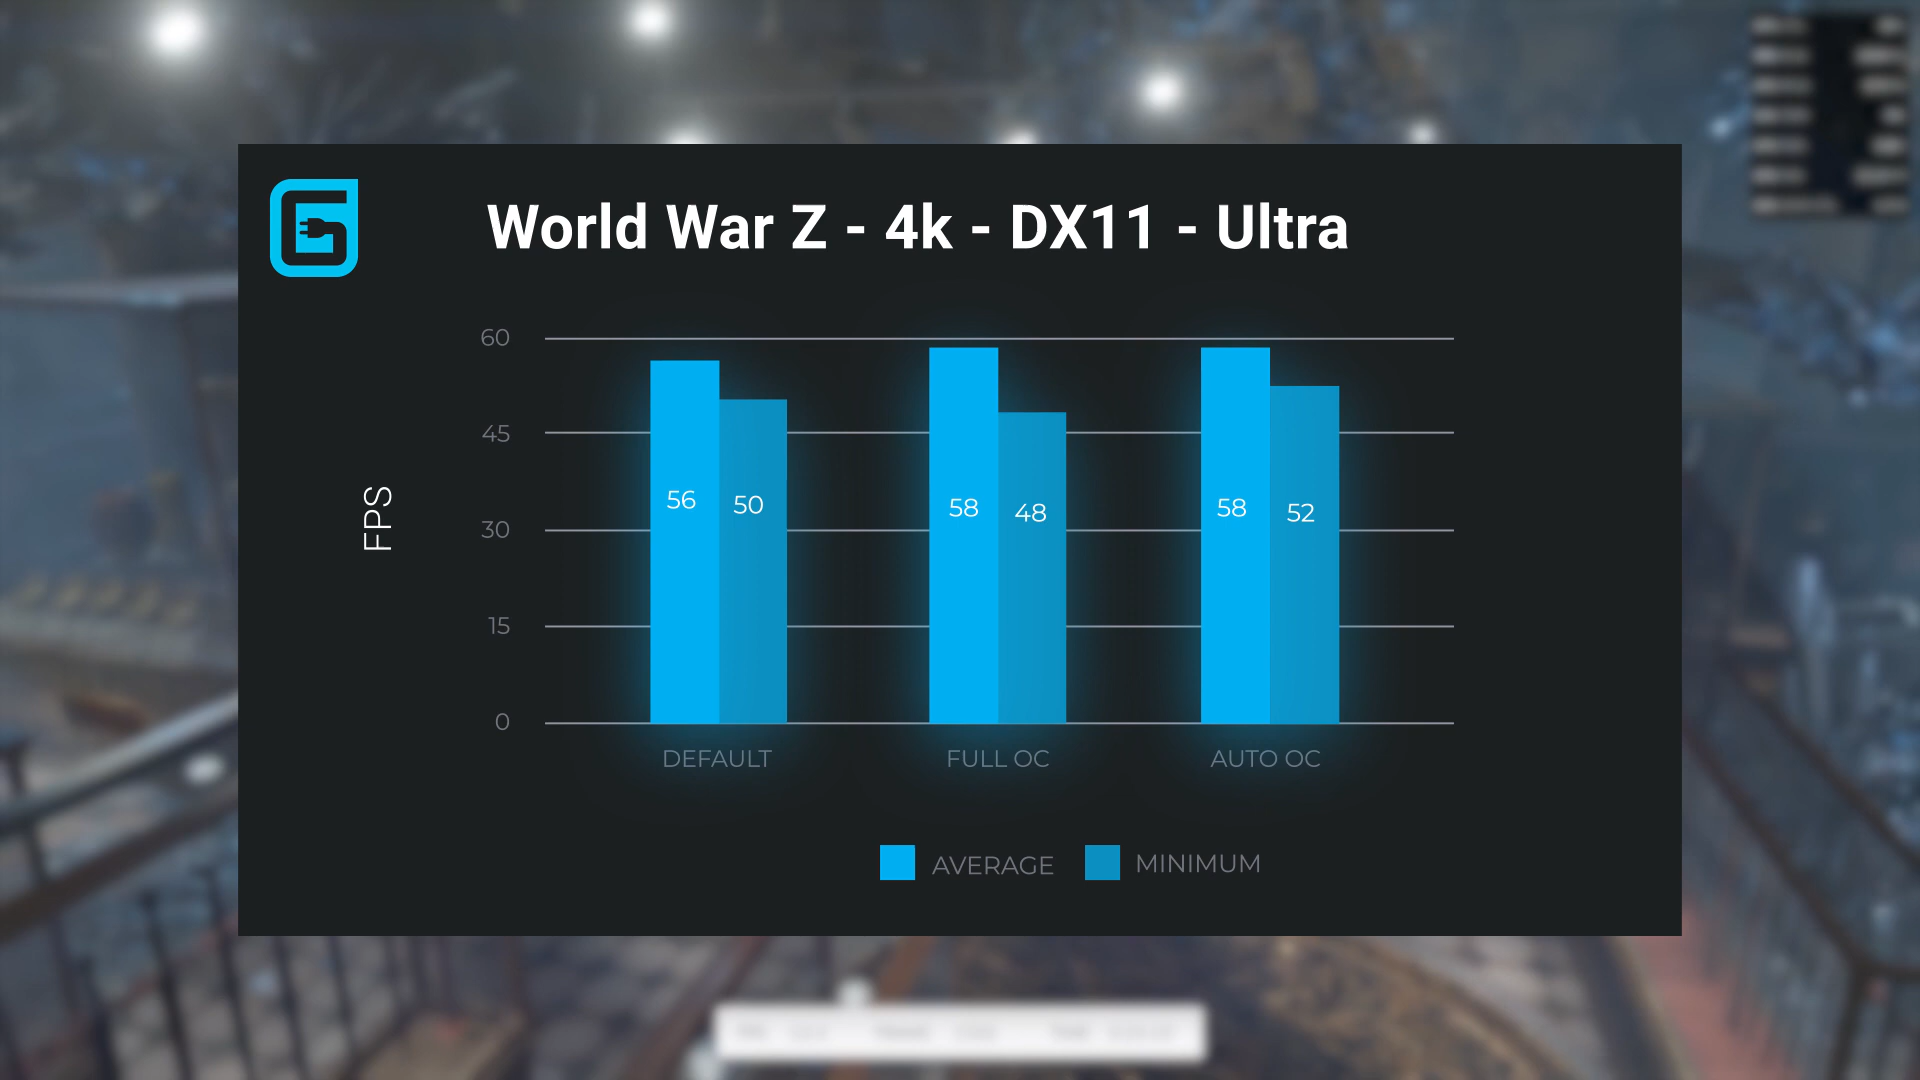 World War Z - 4k - DX11 - Ultra
FPS
60
45
30
15
0
56
50
58
48
58
52
DEFAULT
FULL OC
AUTO OC
AVERAGE
MINIMUM